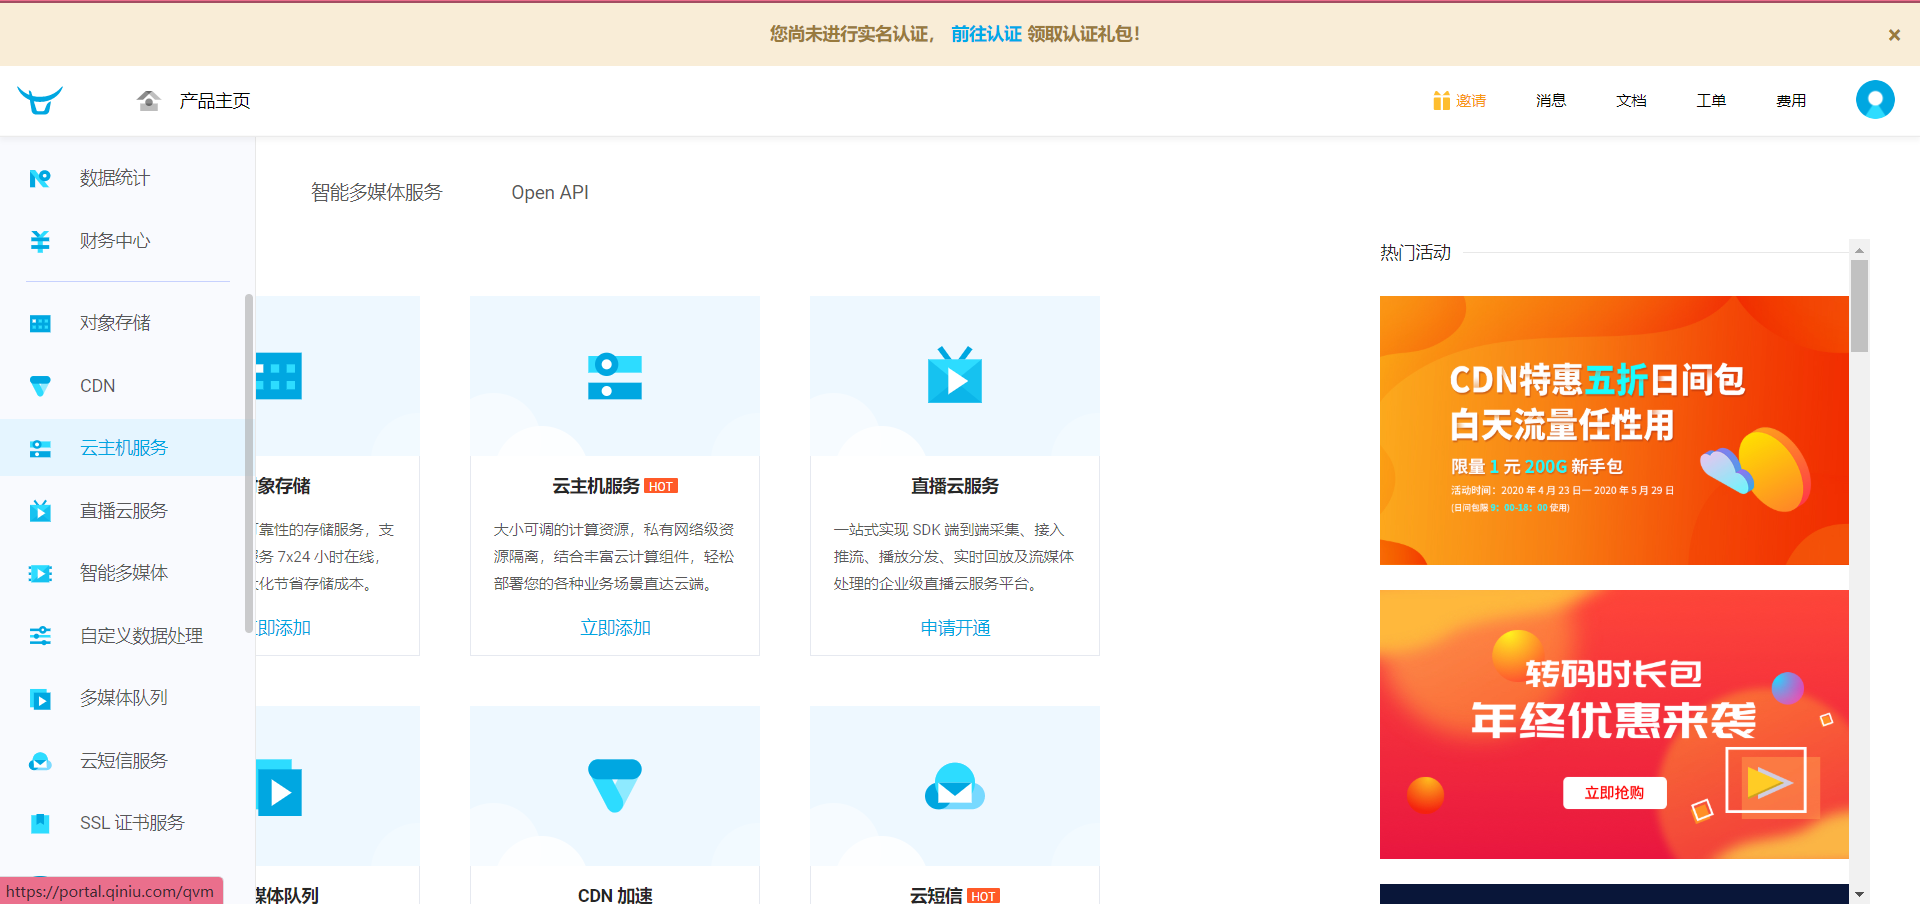 您尚未进行实名认证， 前往认证 领取认证礼包！
×
产品主页
邀请
消息
文档
工单
费用
数据统计
财务中心
对象存储
CDN
云主机服务
直播云服务
智能多媒体
自定义数据处理
多媒体队列
云短信服务
SSL 证书服务
https://portal.qiniu.com/qvm
智能多媒体服务
Open API
象存储
靠性的存储服务，支
务 7x24 小时在线，
化节省存储成本。
即添加
云主机服务 HOT
大小可调的计算资源，私有网络级资
源隔离，结合丰富云计算组件，轻松
部署您的各种业务场景直达云端。
立即添加
直播云服务
一站式实现 SDK 端到端采集、接入
推流、播放分发、实时回放及流媒体
处理的企业级直播云服务平台。
申请开通
媒体队列
CDN 加速
云短信 HOT
热门活动
CDN特惠五折日间包
白天流量任性用
限量 1 元 200G 新手包
活动时间：2020 年 4 月 23 日— 2020 年 5 月 29 日
(日间包限 9：00-18：00 使用)
转码时长包
年终优惠来袭
立即抢购